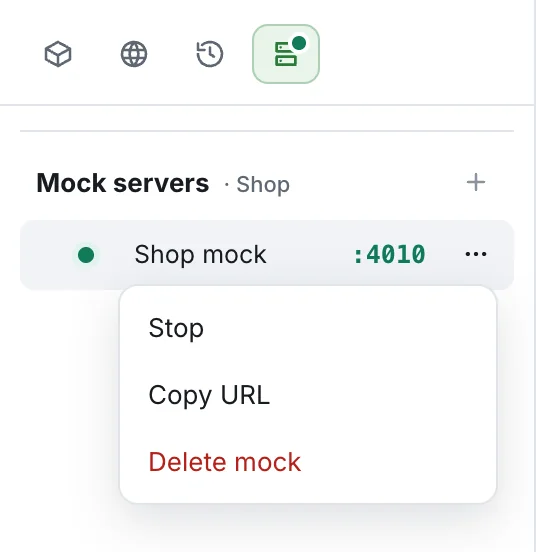 Mock servers · Shop
Shop mock :4010
Stop
Copy URL
Delete mock